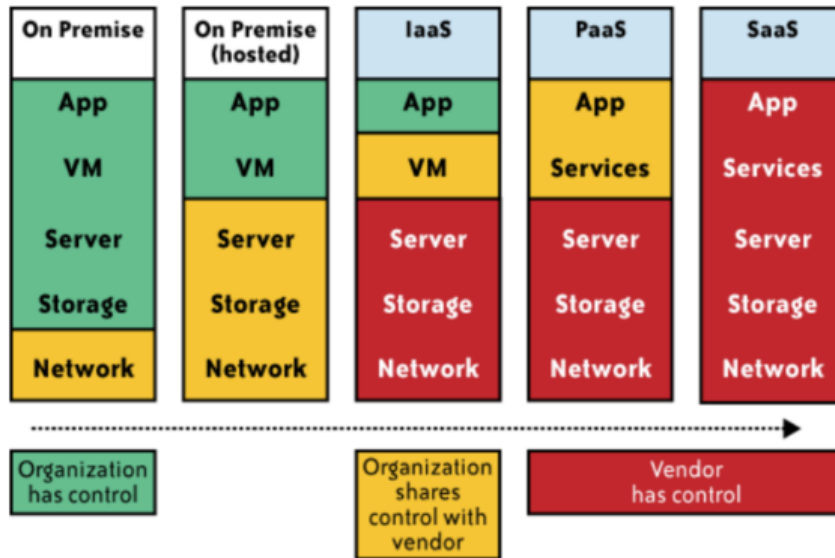 On Premise
On Premise
(hosted)
IaaS
PaaS
SaaS
App
App
App
App
App
VM
VM
VM
Services
Services
Server
Server
Server
Server
Server
Storage
Storage
Storage
Storage
Storage
Network
Network
Network
Network
Network
Organization
has control
Organization
shares
control with
vendor
Vendor
has control